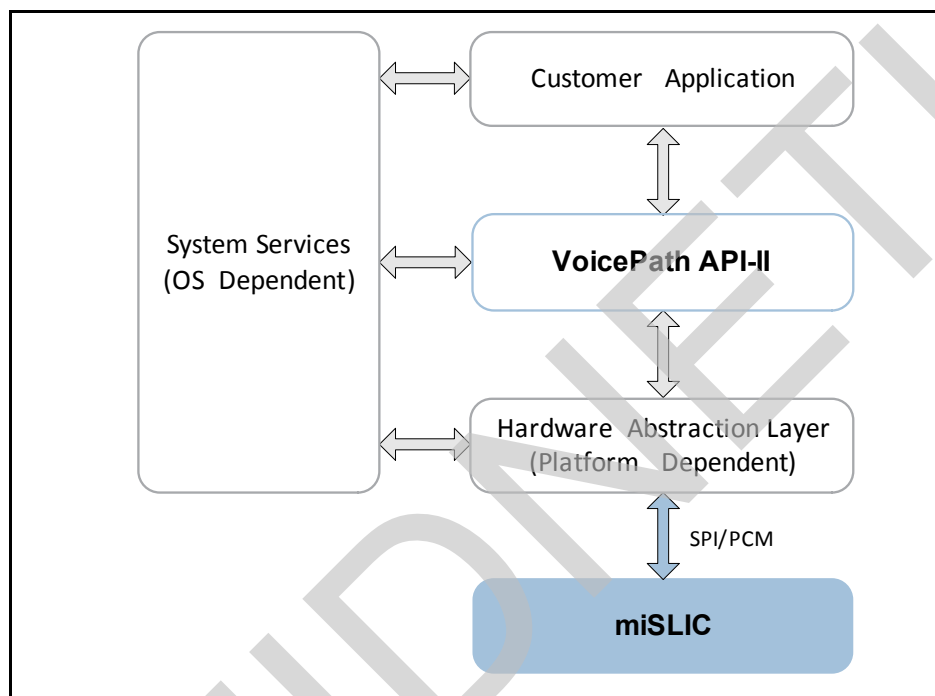 Customer Application
System Services
(OS Dependent)
VoicePath API-II
Hardware Abstraction Layer
(Platform Dependent)
SPI/PCM
miSLIC